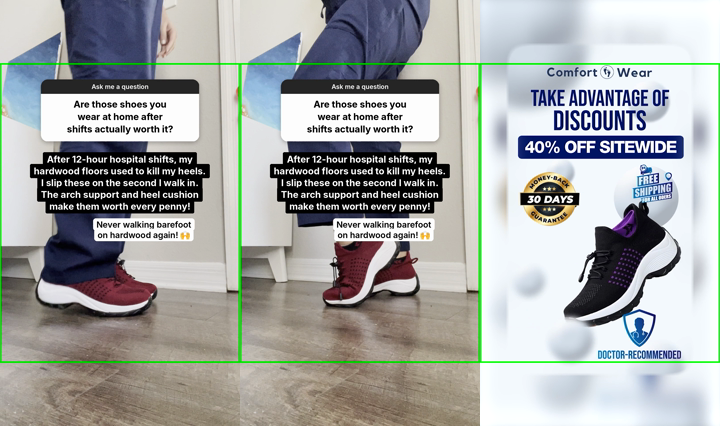 Ask me a question
Are those shoes you
wear at home after
shifts actually worth it?
After 12-hour hospital shifts, my
hardwood floors used to kill my heels.
I slip these on the second I walk in.
The arch support and heel cushion
make them worth every penny!
Never walking barefoot
on hardwood again! 🙌
Ask me a question
Are those shoes you
wear at home after
shifts actually worth it?
After 12-hour hospital shifts, my
hardwood floors used to kill my heels.
I slip these on the second I walk in.
The arch support and heel cushion
make them worth every penny!
Never walking barefoot
on hardwood again! 🙌
Comfort Wear
TAKE ADVANTAGE OF
DISCOUNTS
40% OFF SITEWIDE
MONEY-BACK
30 DAYS
GUARANTEE
FREE
SHIPPING
FOR ALL ORDERS
DOCTOR-RECOMMENDED